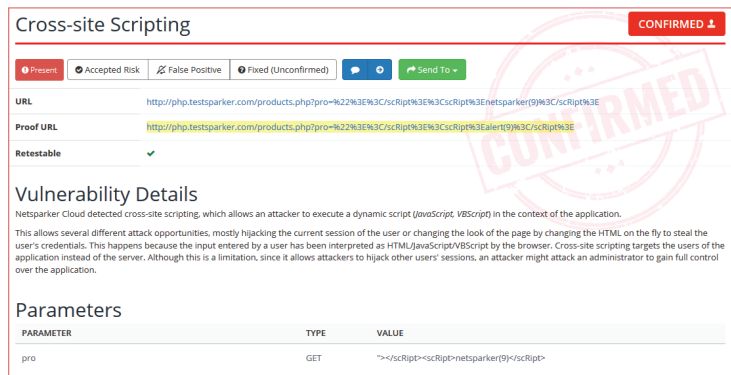 Cross-site Scripting
CONFIRMED
Present
Accepted Risk
False Positive
Fixed (Unconfirmed)
Send To
URL
http://php.testsparker.com/products.php?pro=%22%3E%3C/scRipt%3E%3CscRipt%3Enetsparker(9)%3C/scRipt%3E
Proof URL
http://php.testsparker.com/products.php?pro=%22%3E%3C/scRipt%3E%3CscRipt%3Ealert(9)%3C/scRipt%3E
Retestable
CONFIRMED
Vulnerability Details
Netsparker Cloud detected cross-site scripting, which allows an attacker to execute a dynamic script (JavaScript, VBScript) in the context of the application.
This allows several different attack opportunities, mostly hijacking the current session of the user or changing the look of the page by changing the HTML on the fly to steal the
user's credentials. This happens because the input entered by a user has been interpreted as HTML/JavaScript/VBScript by the browser. Cross-site scripting targets the users of the
application instead of the server. Although this is a limitation, since it allows attackers to hijack other users' sessions, an attacker might attack an administrator to gain full control
over the application.
Parameters
PARAMETER TYPE VALUE
pro GET "></scRipt><scRipt>netsparker(9)</scRipt>